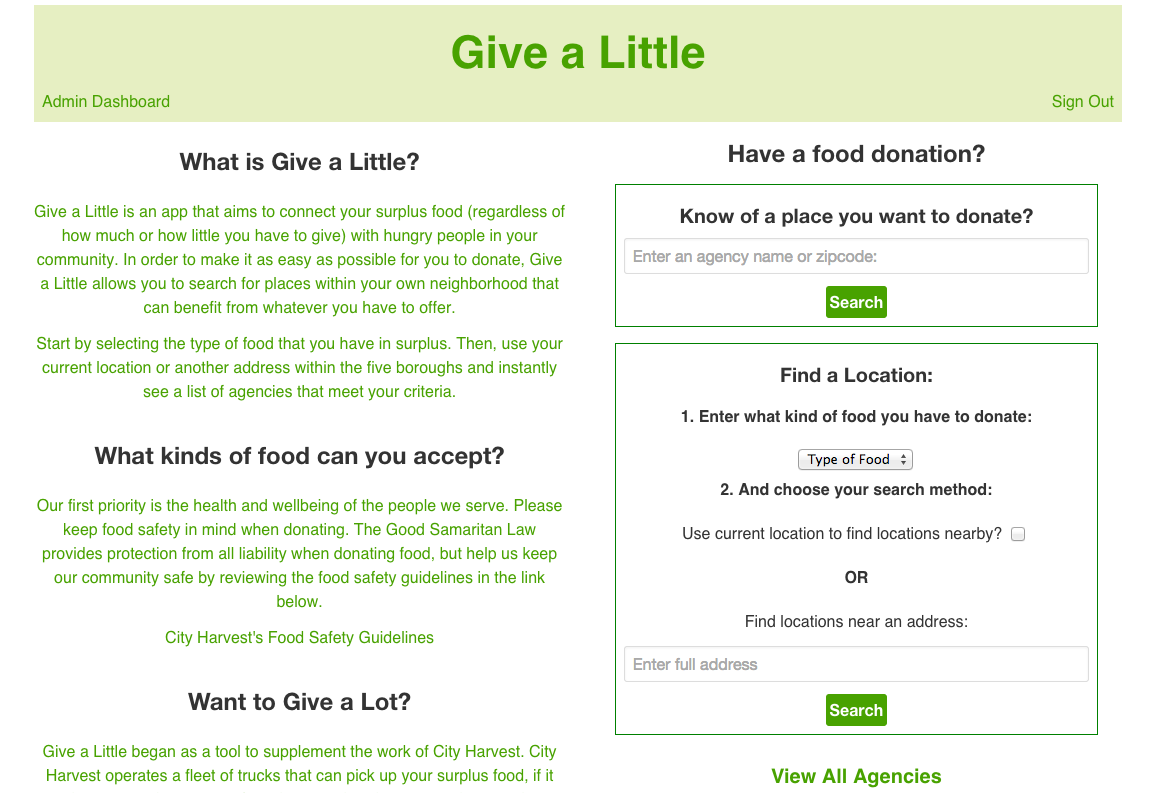 Give a Little
Admin Dashboard
Sign Out
What is Give a Little?
Give a Little is an app that aims to connect your surplus food (regardless of
how much or how little you have to give) with hungry people in your
community. In order to make it as easy as possible for you to donate, Give
a Little allows you to search for places within your own neighborhood that
can benefit from whatever you have to offer.
Start by selecting the type of food that you have in surplus. Then, use your
current location or another address within the five boroughs and instantly
see a list of agencies that meet your criteria.
What kinds of food can you accept?
Our first priority is the health and wellbeing of the people we serve. Please
keep food safety in mind when donating. The Good Samaritan Law
provides protection from all liability when donating food, but help us keep
our community safe by reviewing the food safety guidelines in the link
below.
City Harvest's Food Safety Guidelines
Want to Give a Lot?
Give a Little began as a tool to supplement the work of City Harvest. City
Harvest operates a fleet of trucks that can pick up your surplus food, if it
Have a food donation?
Know of a place you want to donate?
Enter an agency name or zipcode:
Search
Find a Location:
1. Enter what kind of food you have to donate:
Type of Food
2. And choose your search method:
Use current location to find locations nearby?
OR
Find locations near an address:
Enter full address
Search
View All Agencies